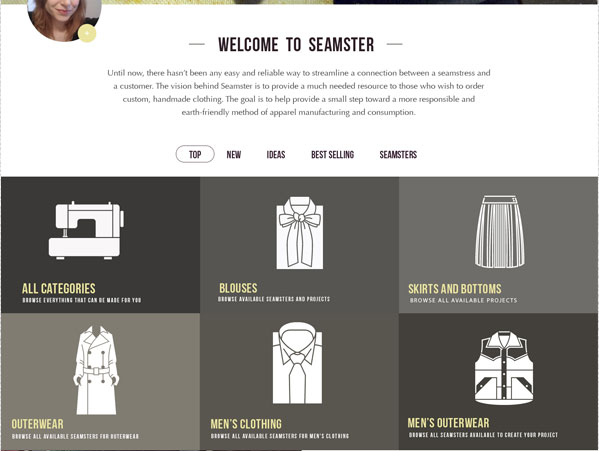 WELCOME TO SEAMSTER
Until now, there hasn't been any easy and reliable way to streamline a connection between a seamstress and
a customer. The vision behind Seamster is to provide a much needed resource to those who wish to order
custom, handmade clothing. The goal is to help provide a small step toward a more responsible and
earth-friendly method of apparel manufacturing and consumption.
TOP NEW IDEAS BEST SELLING SEAMSTERS
ALL CATEGORIES
BROWSE EVERYTHING THAT CAN BE MADE FOR YOU
BLOUSES
BROWSE AVAILABLE SEAMSTERS AND PROJECTS
SKIRTS AND BOTTOMS
BROWSE ALL AVAILABLE PROJECTS
OUTERWEAR
BROWSE ALL AVAILABLE SEAMSTERS FOR OUTERWEAR
MEN'S CLOTHING
BROWSE ALL AVAILABLE SEAMSTERS FOR MEN'S CLOTHING
MEN'S OUTERWEAR
BROWSE ALL SEAMSTERS AVAILABLE TO CREATE YOUR PROJECT